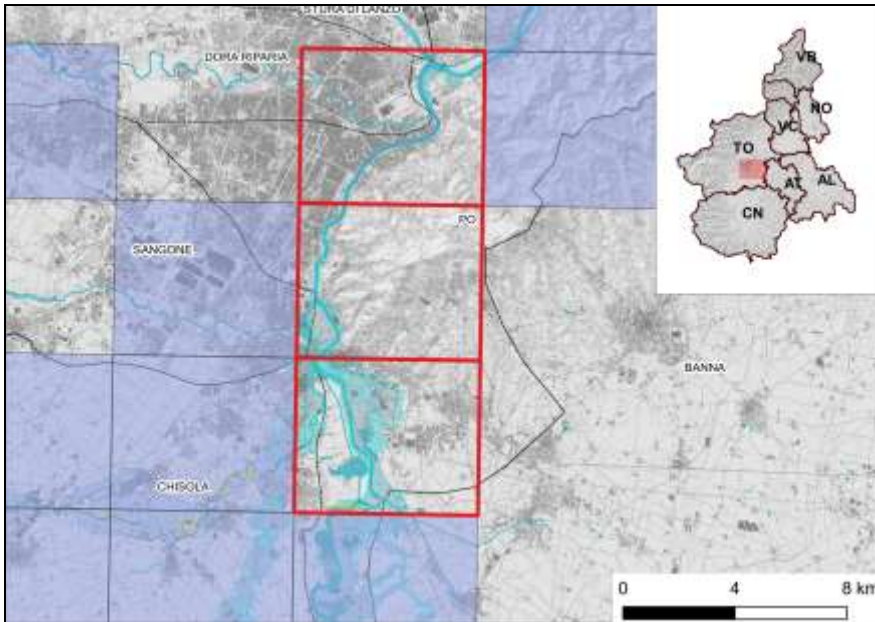 STURA DI LANZO
DORA RIPARIA
PO
SANGONE
BANNA
CHISOLA
VB
NO
VC
TO
AT
AL
CN
0 4 8 km